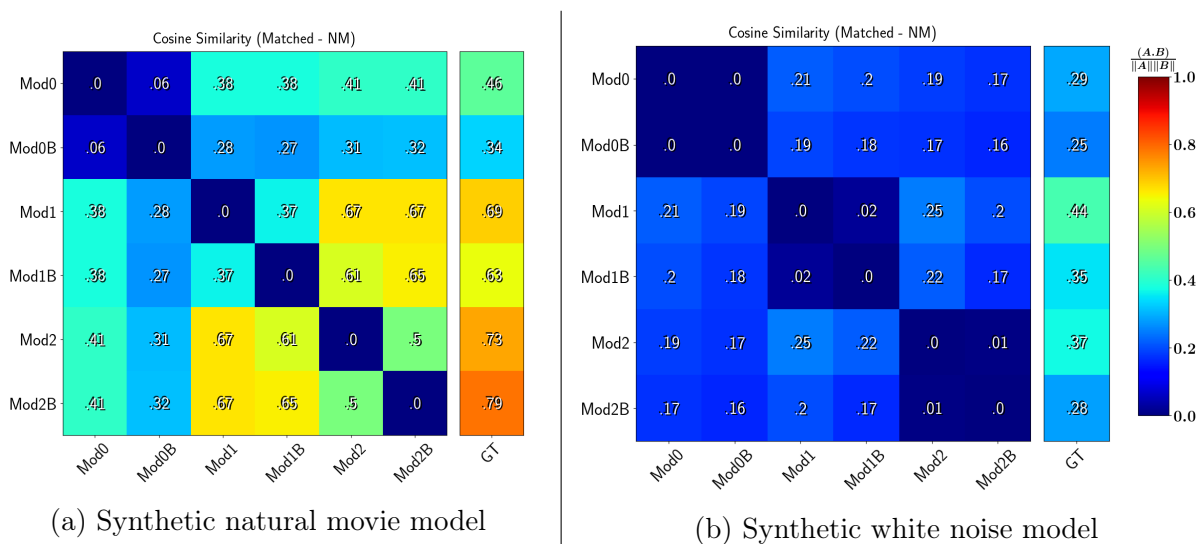 Cosine Similarity (Matched - NM)
Mod0 .0 .06 .38 .38 .41 .41 .46
Mod0B .06 .0 .28 .27 .31 .32 .34
Mod1 .38 .28 .0 .37 .67 .67 .69
Mod1B .38 .27 .37 .0 .61 .65 .63
Mod2 .41 .31 .67 .61 .0 .5 .73
Mod2B .41 .32 .67 .65 .5 .0 .79
Mod0 Mod0B Mod1 Mod1B Mod2 Mod2B GT
(a) Synthetic natural movie model
Cosine Similarity (Matched - NM)
Mod0 .0 .0 .21 .2 .19 .17 .29
Mod0B .0 .0 .19 .18 .17 .16 .25
Mod1 .21 .19 .0 .02 .25 .2 .44
Mod1B .2 .18 .02 .0 .22 .17 .35
Mod2 .19 .17 .25 .22 .0 .01 .37
Mod2B .17 .16 .2 .17 .01 .0 .28
Mod0 Mod0B Mod1 Mod1B Mod2 Mod2B GT
(A.B)
‖A‖‖B‖
1.0
0.8
0.6
0.4
0.2
0.0
(b) Synthetic white noise model